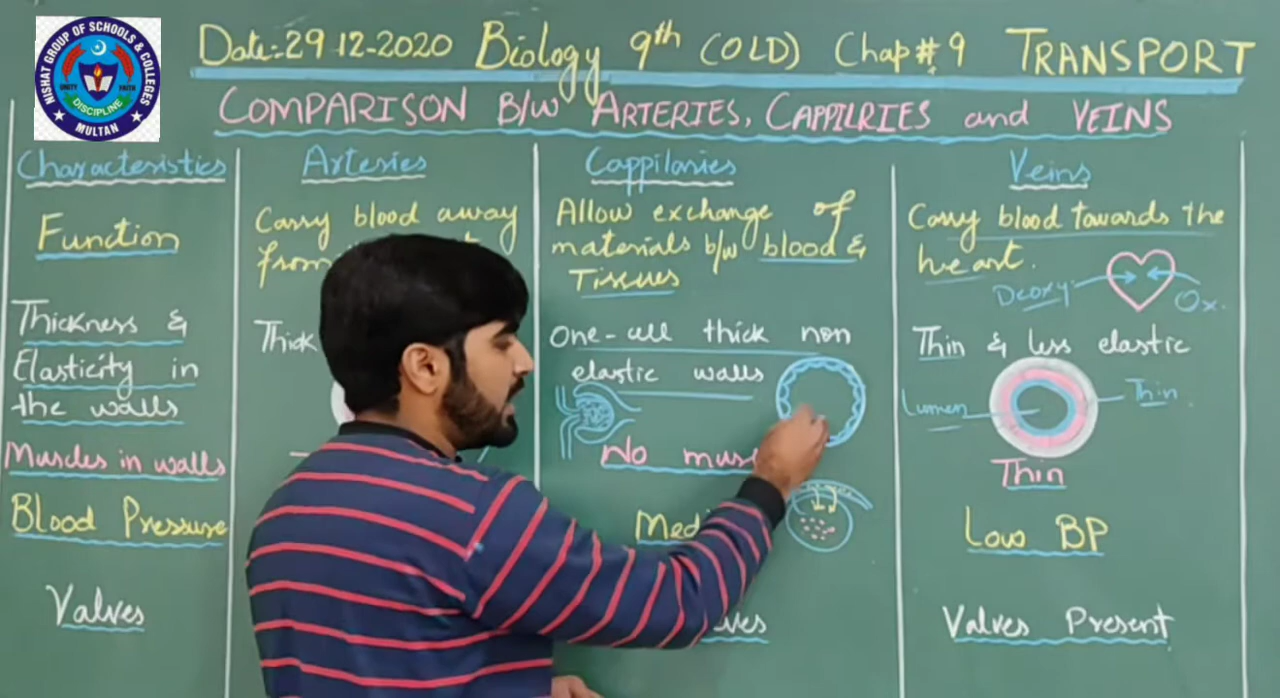 NISHAT GROUP OF SCHOOLS & COLLEGES
UNITY FAITH
DISCIPLINE
MULTAN
Date:-29 12-2020 Biology 9th (OLD) Chap # 9 TRANSPORT
COMPARISON B/W ARTERIES, CAPPILRIES and VEINS
Characteristics
Arteries
Cappilaries
Veins
Function
Carry blood away
from
Allow exchange of
materials b/w blood &
Tissues
Carry blood towards the
heart.
Deoxy
Ox.
Thickness &
Elasticity in
the walls
Thick
One-cell thick non
elastic walls
Thin & less elastic
Lumen
Thin
Muscles in walls
No
Thin
Blood Pressure
Low BP
Valves
Valves Present